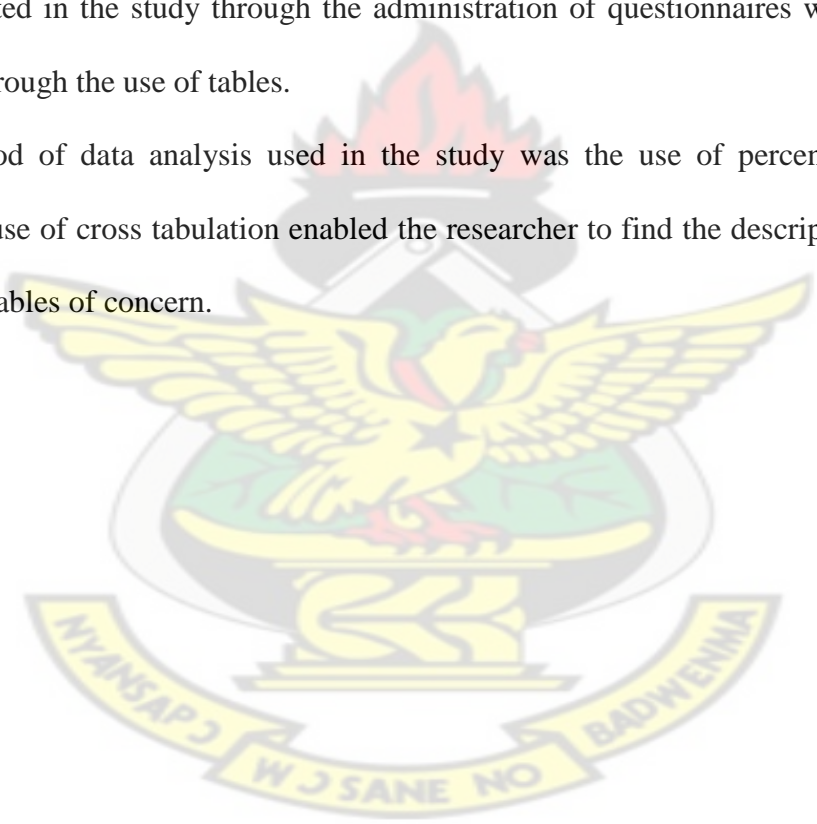 ted in the study through the administration of questionnaires w
rough the use of tables.
od of data analysis used in the study was the use of percen
use of cross tabulation enabled the researcher to find the descrip
ables of concern.
NYANSAPƆ
WƆ SANE NO
BADWENMA